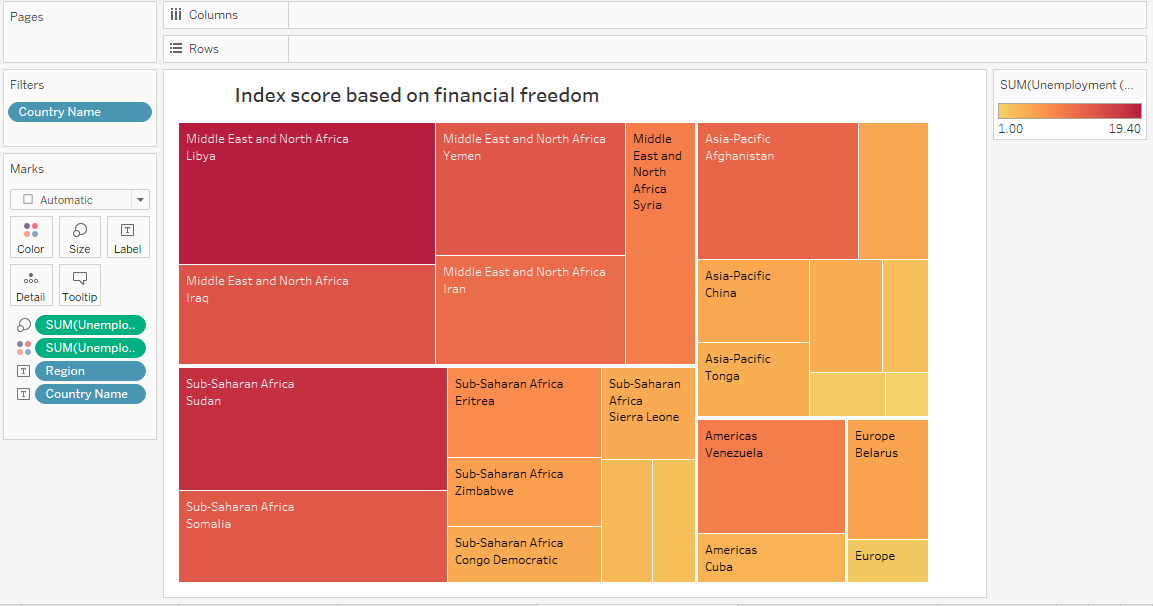 Pages
Columns
Rows
Filters
Country Name
Marks
Automatic
Color
Size
Label
Detail
Tooltip
SUM(Unemplo..
SUM(Unemplo..
Region
Country Name
Index score based on financial freedom
Middle East and North Africa
Libya
Middle East and North Africa
Yemen
Middle
East and
North
Africa
Syria
Asia-Pacific
Afghanistan
Middle East and North Africa
Iraq
Middle East and North Africa
Iran
Asia-Pacific
China
Asia-Pacific
Tonga
Sub-Saharan Africa
Sudan
Sub-Saharan Africa
Eritrea
Sub-Saharan
Africa
Sierra Leone
Sub-Saharan Africa
Zimbabwe
Sub-Saharan Africa
Somalia
Sub-Saharan Africa
Congo Democratic
Americas
Venezuela
Europe
Belarus
Americas
Cuba
Europe
SUM(Unemployment (...
1.00 19.40